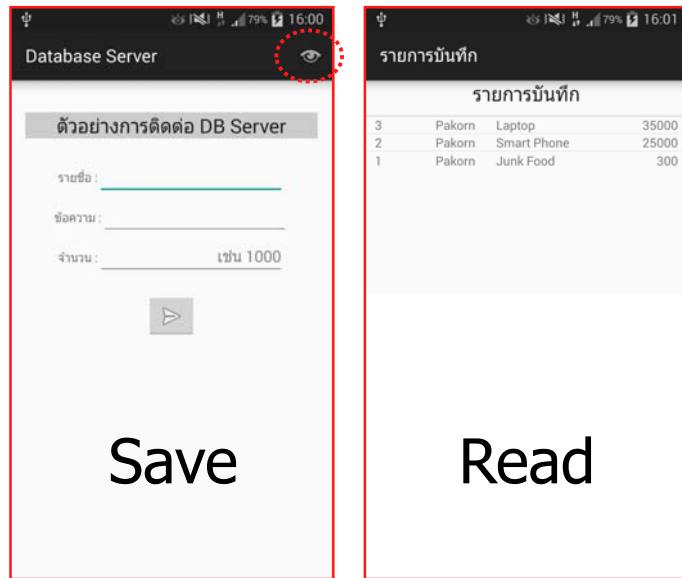 79% 16:00
Database Server
ตัวอย่างการติดต่อ DB Server
รายชื่อ :
ข้อความ :
จำนวน : เช่น 1000
Save
79% 16:01
รายการบันทึก
รายการบันทึก
3 Pakorn Laptop 35000
2 Pakorn Smart Phone 25000
1 Pakorn Junk Food 300
Read